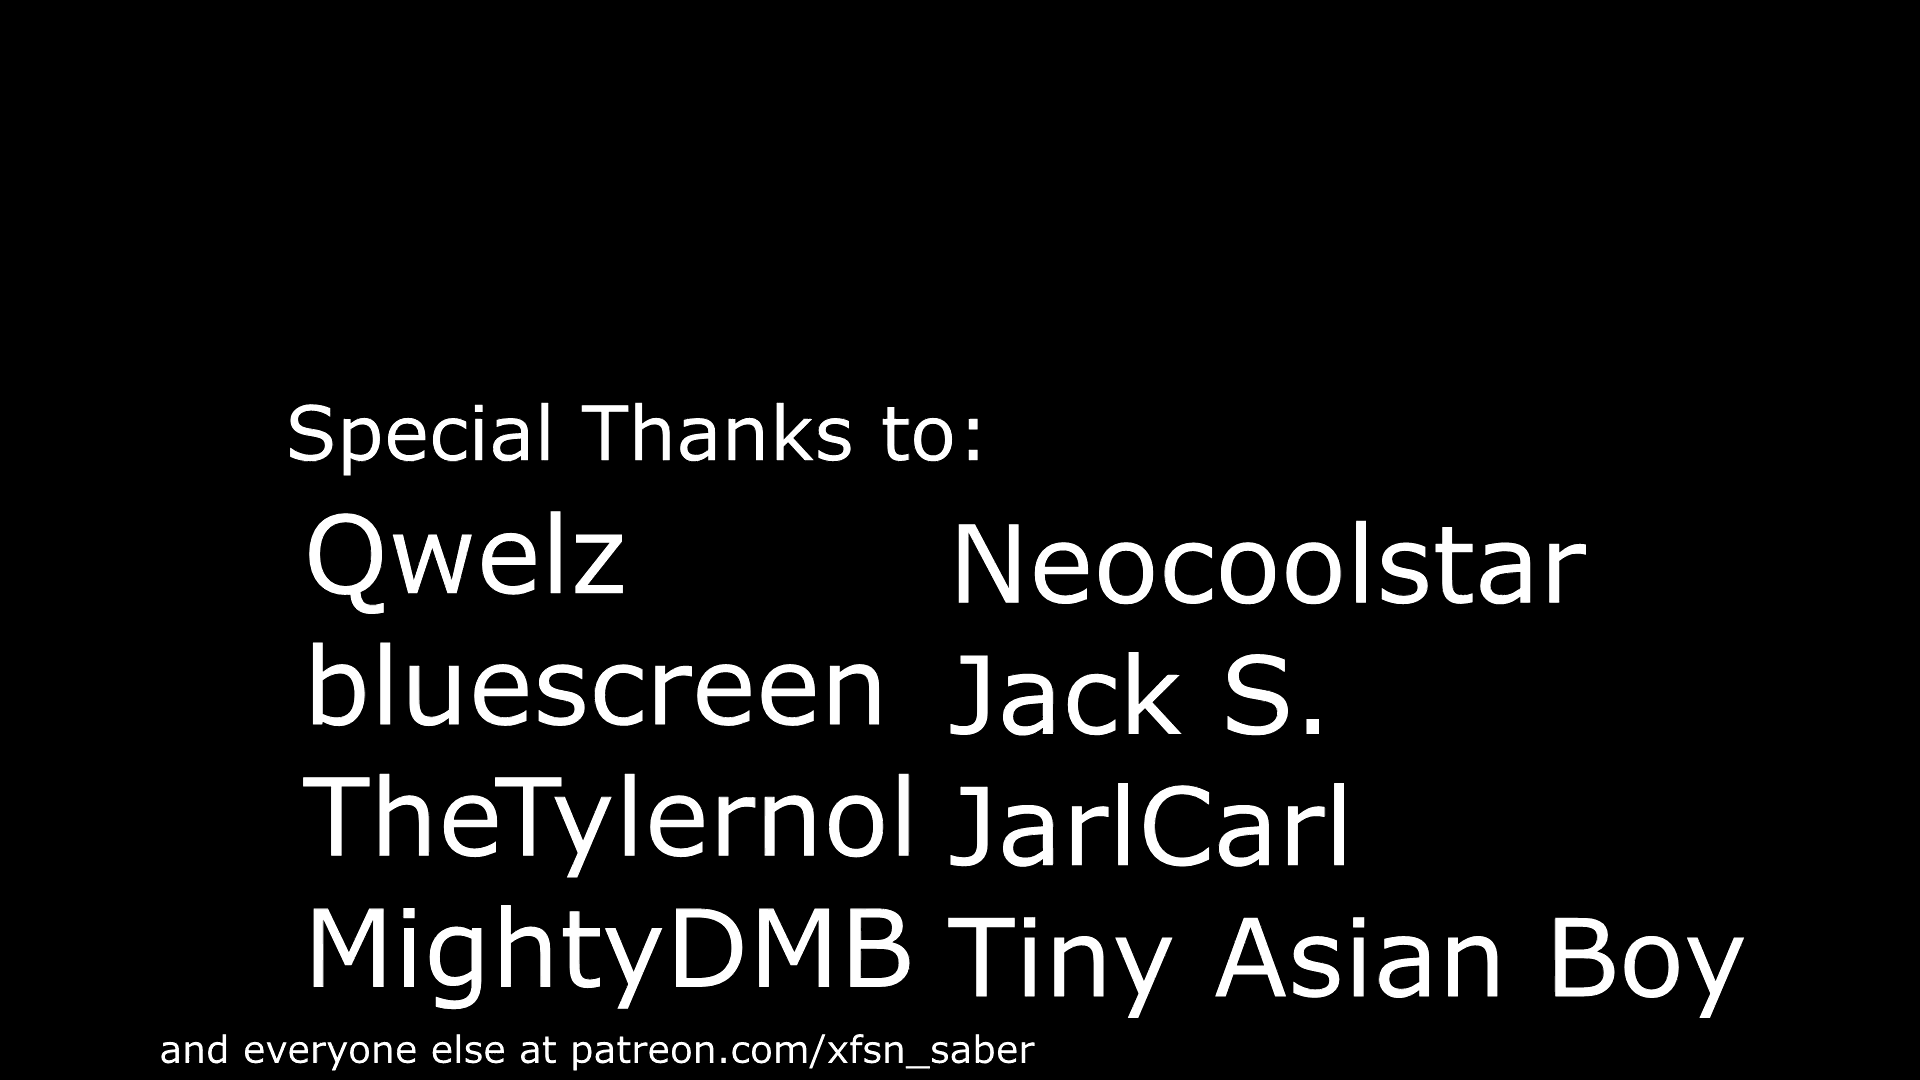 Special Thanks to:
Qwelz
bluescreen
TheTylernol
MightyDMB
Neocoolstar
Jack S.
JarlCarl
Tiny Asian Boy
and everyone else at patreon.com/xfsn_saber